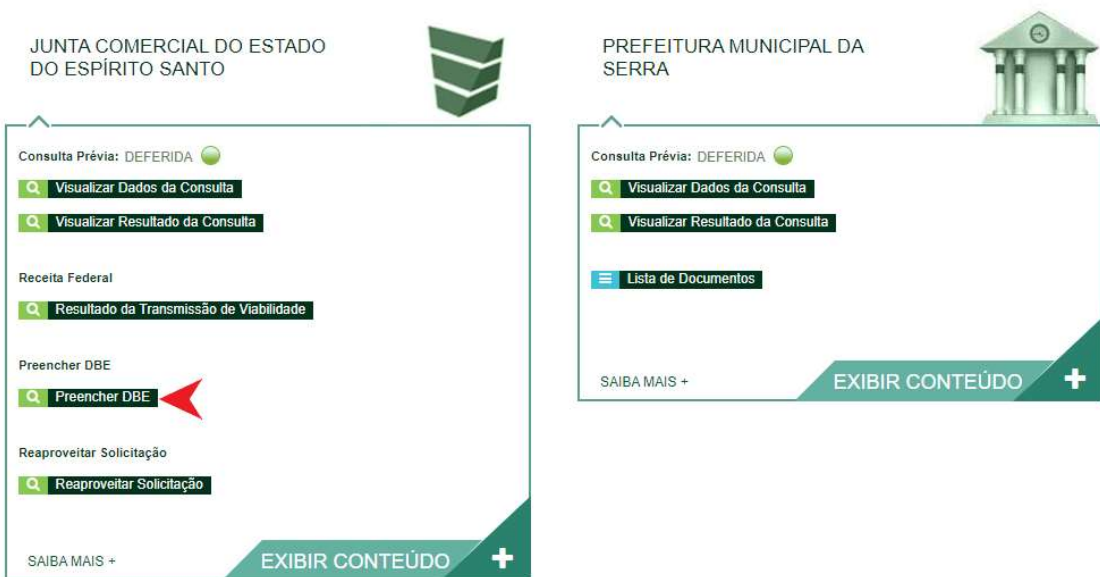 JUNTA COMERCIAL DO ESTADO
DO ESPÍRITO SANTO
Consulta Prévia: DEFERIDA
Visualizar Dados da Consulta
Visualizar Resultado da Consulta
Receita Federal
Resultado da Transmissão de Viabilidade
Preencher DBE
Preencher DBE
Reaproveitar Solicitação
Reaproveitar Solicitação
SAIBA MAIS +
EXIBIR CONTEÚDO +
PREFEITURA MUNICIPAL DA
SERRA
Consulta Prévia: DEFERIDA
Visualizar Dados da Consulta
Visualizar Resultado da Consulta
Lista de Documentos
SAIBA MAIS +
EXIBIR CONTEÚDO +